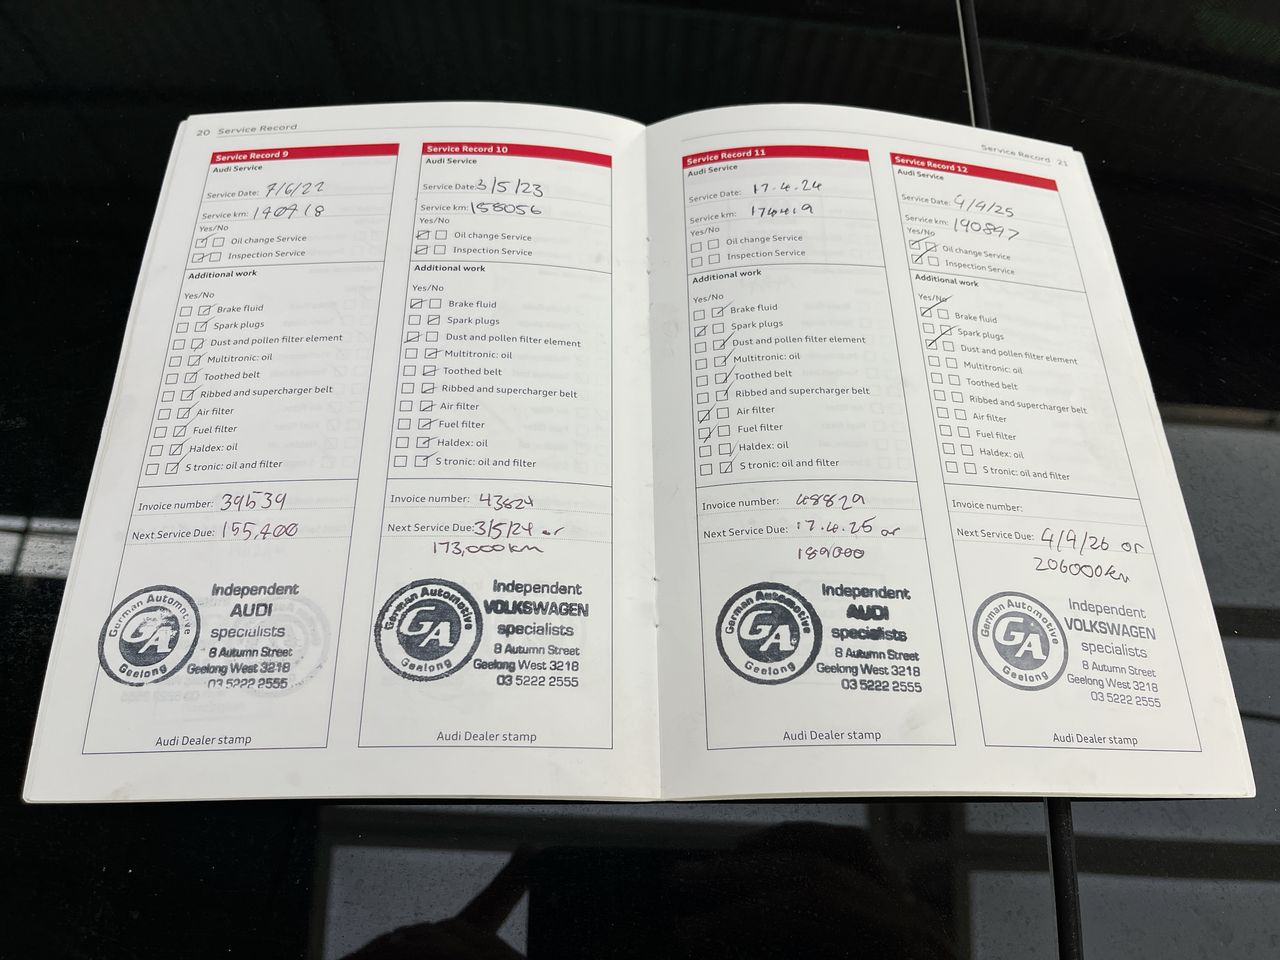 20 Service Record
Service Record 9
Audi Service
Service Date: 7/6/22
Service km:
Yes/No
Oil change Service
Inspection Service
Additional work
Yes/No
Brake fluid
Spark plugs
Dust and pollen filter element
Multitronic: oil
Toothed belt
Ribbed and supercharger belt
Air filter
Fuel filter
Haldex: oil
S tronic: oil and filter
Invoice number: 39539
Next Service Due: 155,400
German Automotive
GA
Geelong
Independent
AUDI
specialists
8 Autumn Street
Geelong West 3218
03 5222 2555
Audi Dealer stamp
Service Record 10
Audi Service
Service Date: 3/5/23
Service km: 158056
Yes/No
Oil change Service
Inspection Service
Additional work
Yes/No
Brake fluid
Spark plugs
Dust and pollen filter element
Multitronic: oil
Toothed belt
Ribbed and supercharger belt
Air filter
Fuel filter
Haldex: oil
S tronic: oil and filter
Invoice number: 43824
Next Service Due: 3/5/24 or
173,000km
German Automotive
GA
Geelong
Independent
VOLKSWAGEN
specialists
8 Autumn Street
Geelong West 3218
03 5222 2555
Audi Dealer stamp
Service Record 21
Service Record 11
Audi Service
Service Date: 17.4.24
Service km: 174419
Yes/No
Oil change Service
Inspection Service
Additional work
Yes/No
Brake fluid
Spark plugs
Dust and pollen filter element
Multitronic: oil
Toothed belt
Ribbed and supercharger belt
Air filter
Fuel filter
Haldex: oil
S tronic: oil and filter
Invoice number: 48829
Next Service Due: 17.4.25 or
189000
German Automotive
GA
Geelong
Independent
AUDI
specialists
8 Autumn Street
Geelong West 3218
03 5222 2555
Audi Dealer stamp
Service Record 12
Audi Service
Service Date: 4/4/25
Service km: 190897
Yes/No
Oil change Service
Inspection Service
Additional work
Yes/No
Brake fluid
Spark plugs
Dust and pollen filter element
Multitronic: oil
Toothed belt
Ribbed and supercharger belt
Air filter
Fuel filter
Haldex: oil
S tronic: oil and filter
Invoice number:
Next Service Due: 4/4/26 or
206000km
German Automotive
GA
Geelong
Independent
VOLKSWAGEN
specialists
8 Autumn Street
Geelong West 3218
03 5222 2555
Audi Dealer stamp